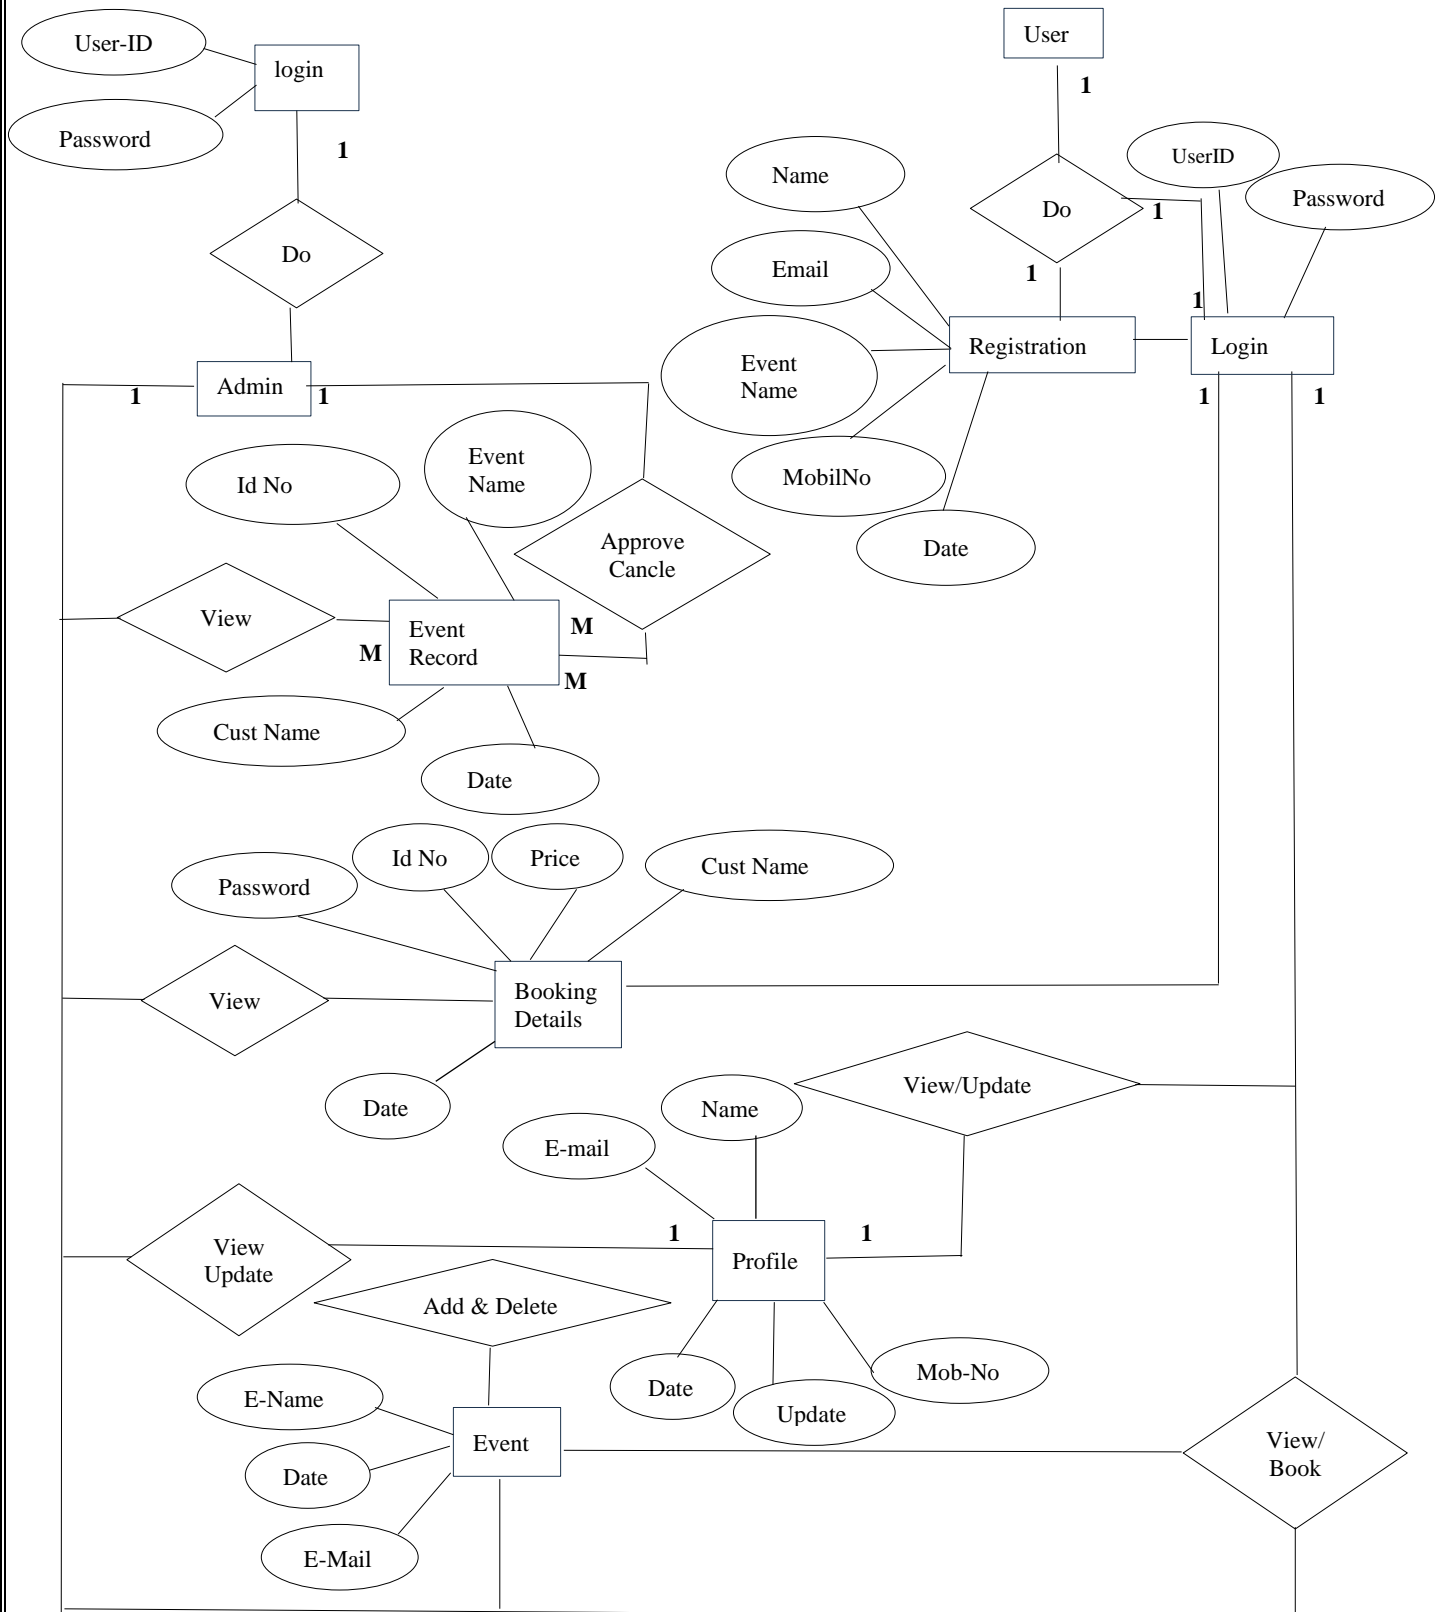 User
User-ID
login
1
Password
1
UserID
Name
Password
Do
1
Do
Email
1
1
Registration
Login
Event
Name
Admin
1
1
1
1
Event
Name
MobilNo
Id No
Approve
Cancle
Date
View
M
Event
Record
M
M
Cust Name
Date
Id No
Price
Cust Name
Password
View
Booking
Details
View/Update
Date
Name
E-mail
1
1
View
Update
Profile
Add & Delete
Mob-No
Date
E-Name
Update
Event
View/
Book
Date
E-Mail